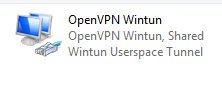 OpenVPN Wintun
OpenVPN Wintun, Shared
Wintun Userspace Tunnel